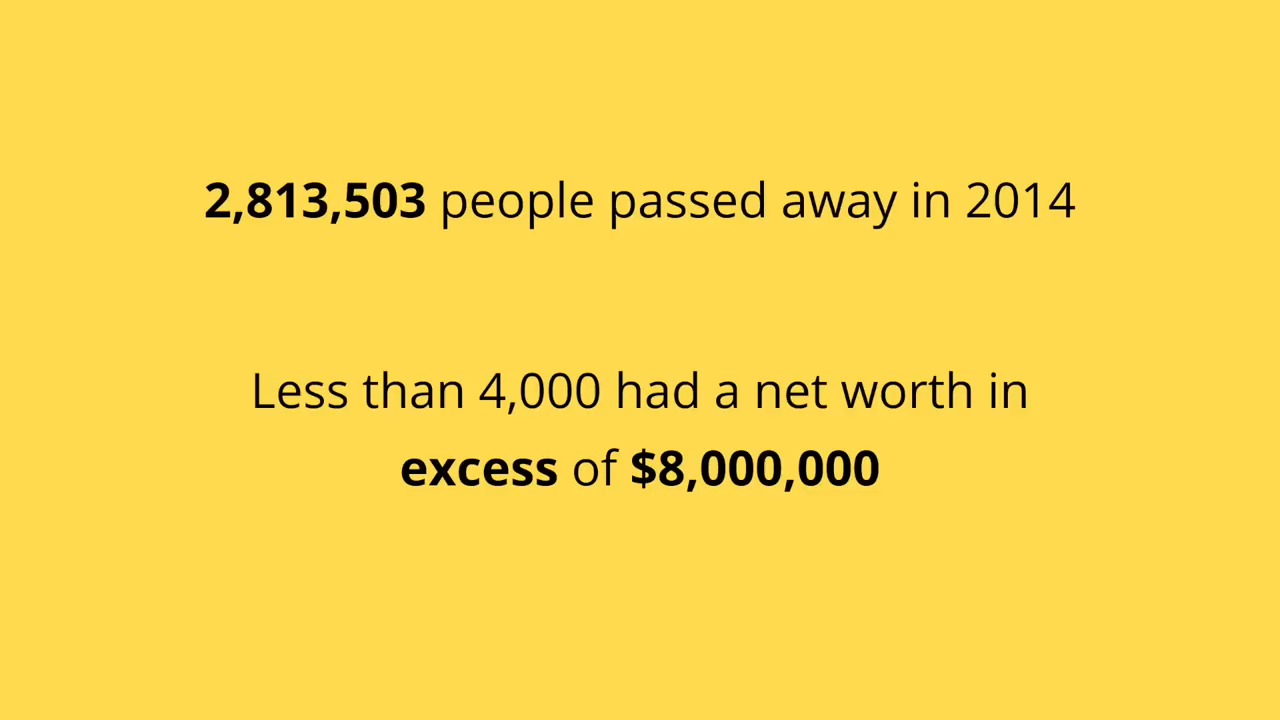 2,813,503 people passed away in 2014
Less than 4,000 had a net worth in
excess of $8,000,000